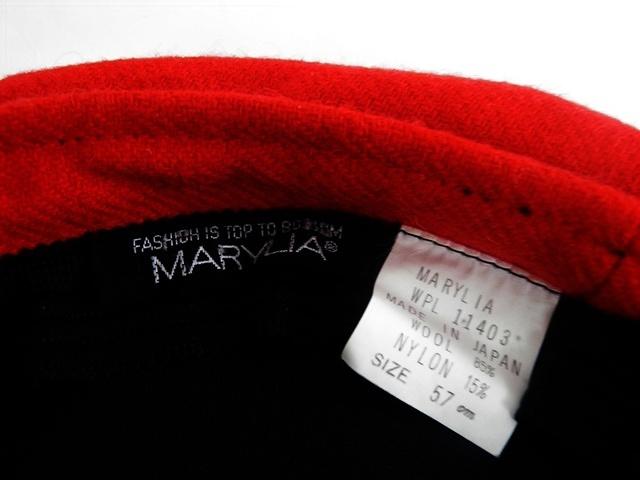 FASHION IS TOP TO BOTTOM
MARYLIA®
MARYLIA
WPL 11403
MADE IN JAPAN
WOOL 85%
NYLON 15%
SIZE 57 cm